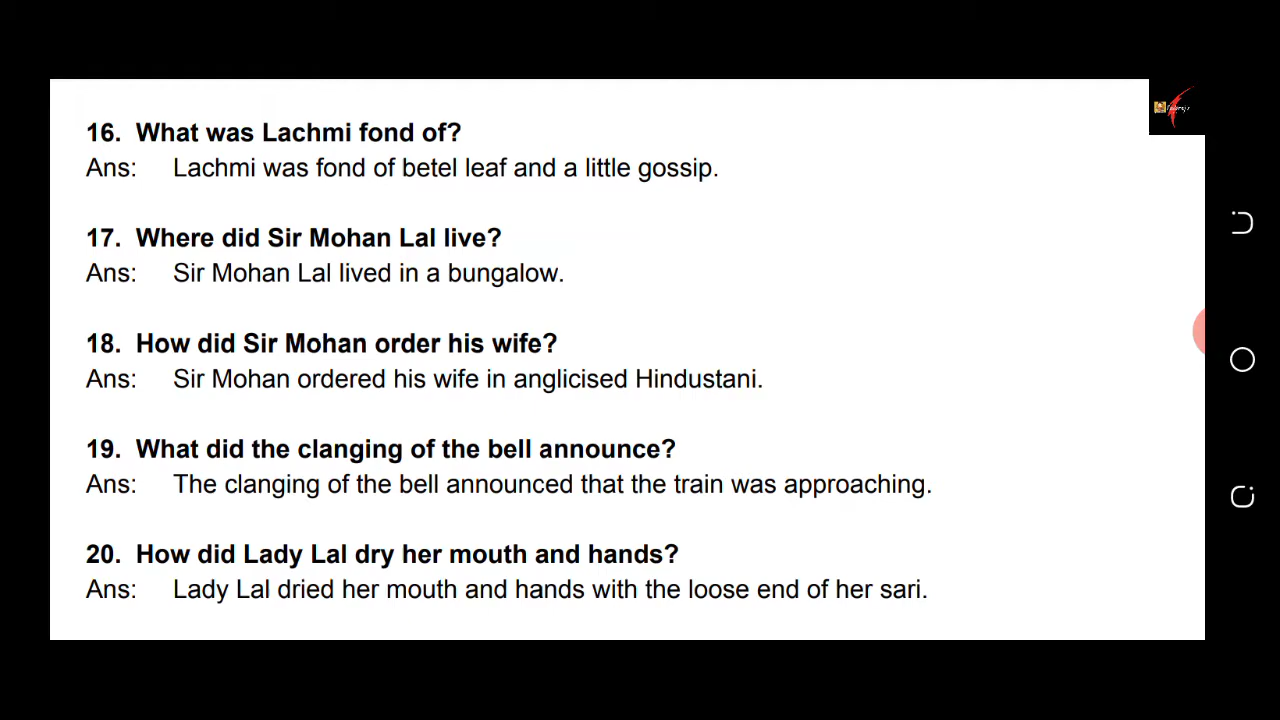 16. What was Lachmi fond of?
Ans: Lachmi was fond of betel leaf and a little gossip.
17. Where did Sir Mohan Lal live?
Ans: Sir Mohan Lal lived in a bungalow.
18. How did Sir Mohan order his wife?
Ans: Sir Mohan ordered his wife in anglicised Hindustani.
19. What did the clanging of the bell announce?
Ans: The clanging of the bell announced that the train was approaching.
20. How did Lady Lal dry her mouth and hands?
Ans: Lady Lal dried her mouth and hands with the loose end of her sari.